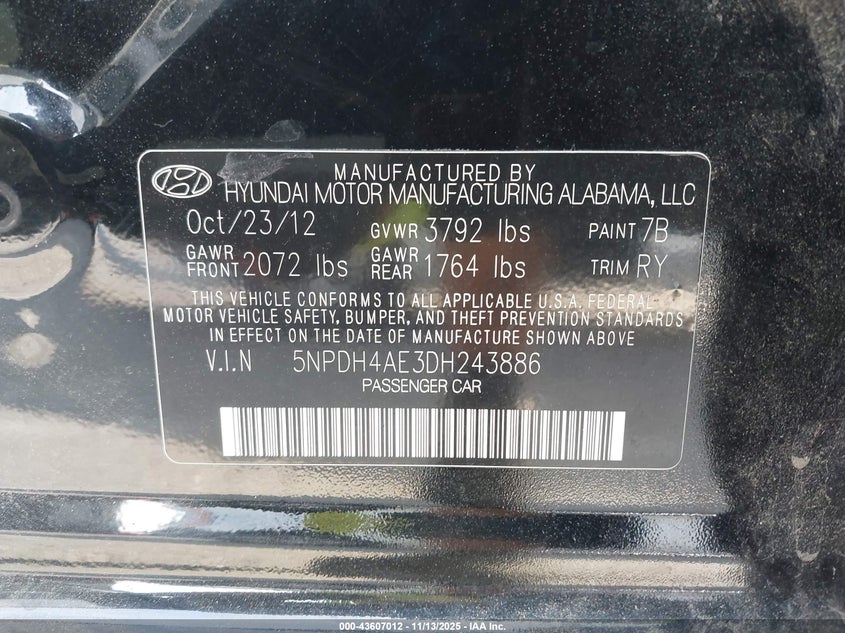 MANUFACTURED BY
HYUNDAI MOTOR MANUFACTURING ALABAMA, LLC
Oct/23/12 GVWR 3792 lbs PAINT 7B
GAWR FRONT 2072 lbs GAWR REAR 1764 lbs TRIM RY
THIS VEHICLE CONFORMS TO ALL APPLICABLE U.S.A. FEDERAL
MOTOR VEHICLE SAFETY, BUMPER, AND THEFT PREVENTION STANDARDS
IN EFFECT ON THE DATE OF MANUFACTURE SHOWN ABOVE
V.I.N 5NPDH4AE3DH243886
PASSENGER CAR
000-43607012 - 11/13/2025 - IAA Inc.